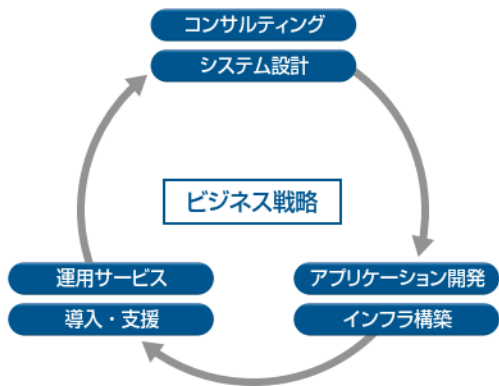 コンサルティング
システム設計
ビジネス戦略
運用サービス
導入・支援
アプリケーション開発
インフラ構築